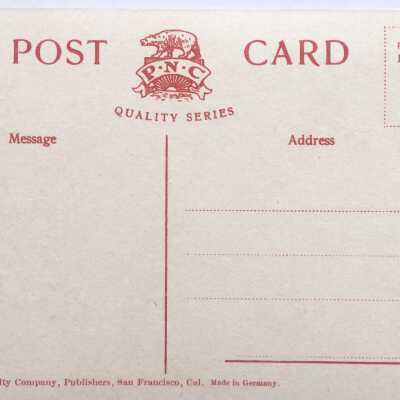 POST CARD
P·N·C
QUALITY SERIES
Message
Address
lty Company, Publishers, San Francisco, Cal. Made in Germany.